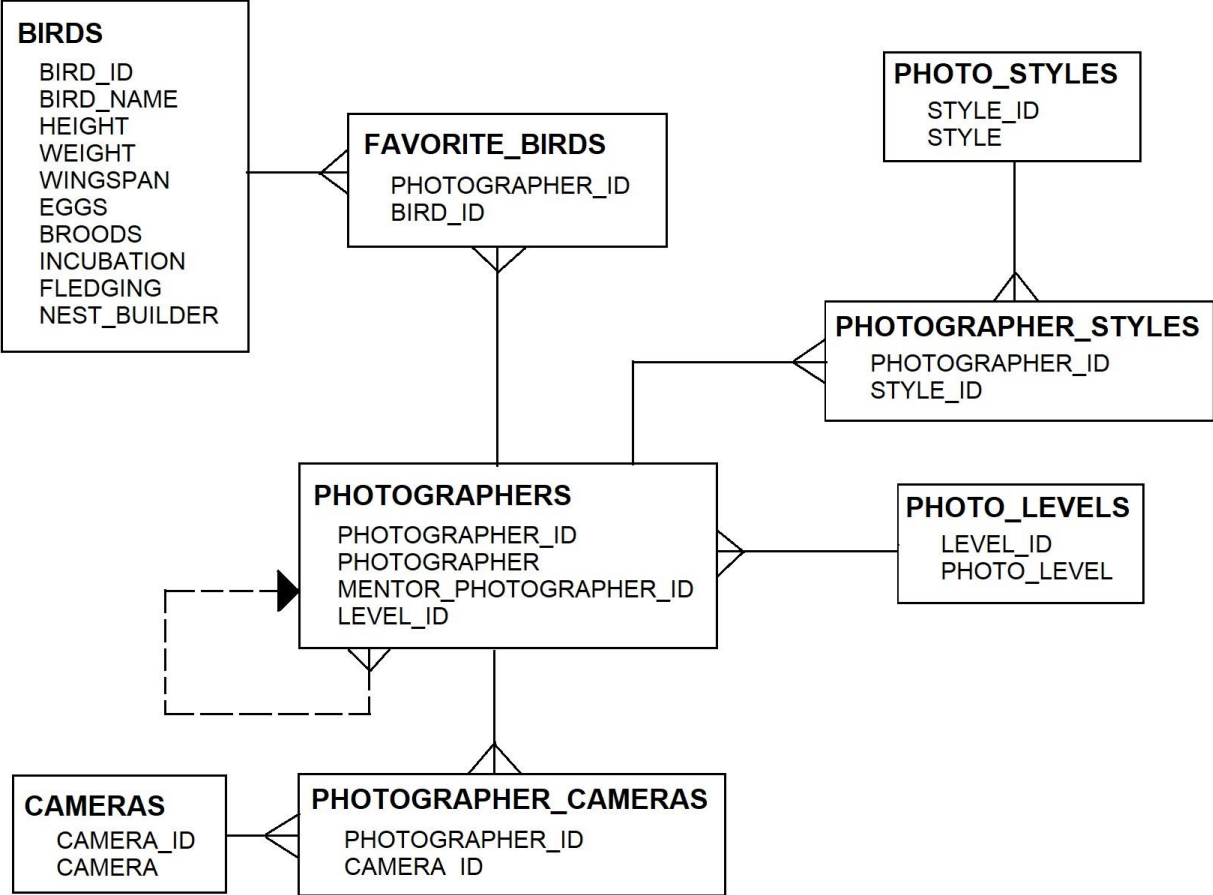 BIRDS
BIRD_ID
BIRD_NAME
HEIGHT
WEIGHT
WINGSPAN
EGGS
BROODS
INCUBATION
FLEDGING
NEST_BUILDER
FAVORITE_BIRDS
PHOTOGRAPHER_ID
BIRD_ID
PHOTO_STYLES
STYLE_ID
STYLE
PHOTOGRAPHER_STYLES
PHOTOGRAPHER_ID
STYLE_ID
PHOTOGRAPHERS
PHOTOGRAPHER_ID
PHOTOGRAPHER
MENTOR_PHOTOGRAPHER_ID
LEVEL_ID
PHOTO_LEVELS
LEVEL_ID
PHOTO_LEVEL
CAMERAS
CAMERA_ID
CAMERA
PHOTOGRAPHER_CAMERAS
PHOTOGRAPHER_ID
CAMERA ID